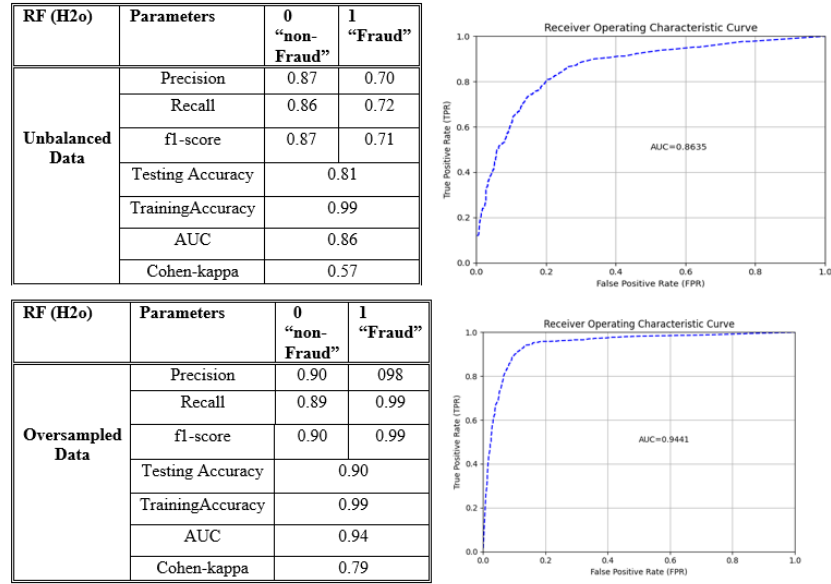 RF (H2o) Parameters 0 1
“non- “Fraud”
Fraud”
Precision 0.87 0.70
Recall 0.86 0.72
Unbalanced f1-score 0.87 0.71
Data
Testing Accuracy 0.81
TrainingAccuracy 0.99
AUC 0.86
Cohen-kappa 0.57
Receiver Operating Characteristic Curve
True Positive Rate (TPR)
1.0
0.8
0.6
0.4
0.2
0.0
AUC=0.8635
0.0 0.2 0.4 0.6 0.8 1.0
False Positive Rate (FPR)
RF (H2o) Parameters 0 1
“non- “Fraud”
Fraud”
Precision 0.90 098
Recall 0.89 0.99
Oversampled f1-score 0.90 0.99
Data
Testing Accuracy 0.90
TrainingAccuracy 0.99
AUC 0.94
Cohen-kappa 0.79
Receiver Operating Characteristic Curve
True Positive Rate (TPR)
1.0
0.8
0.6
0.4
0.2
0.0
AUC=0.9441
0.0 0.2 0.4 0.6 0.8 1.0
False Positive Rate (FPR)